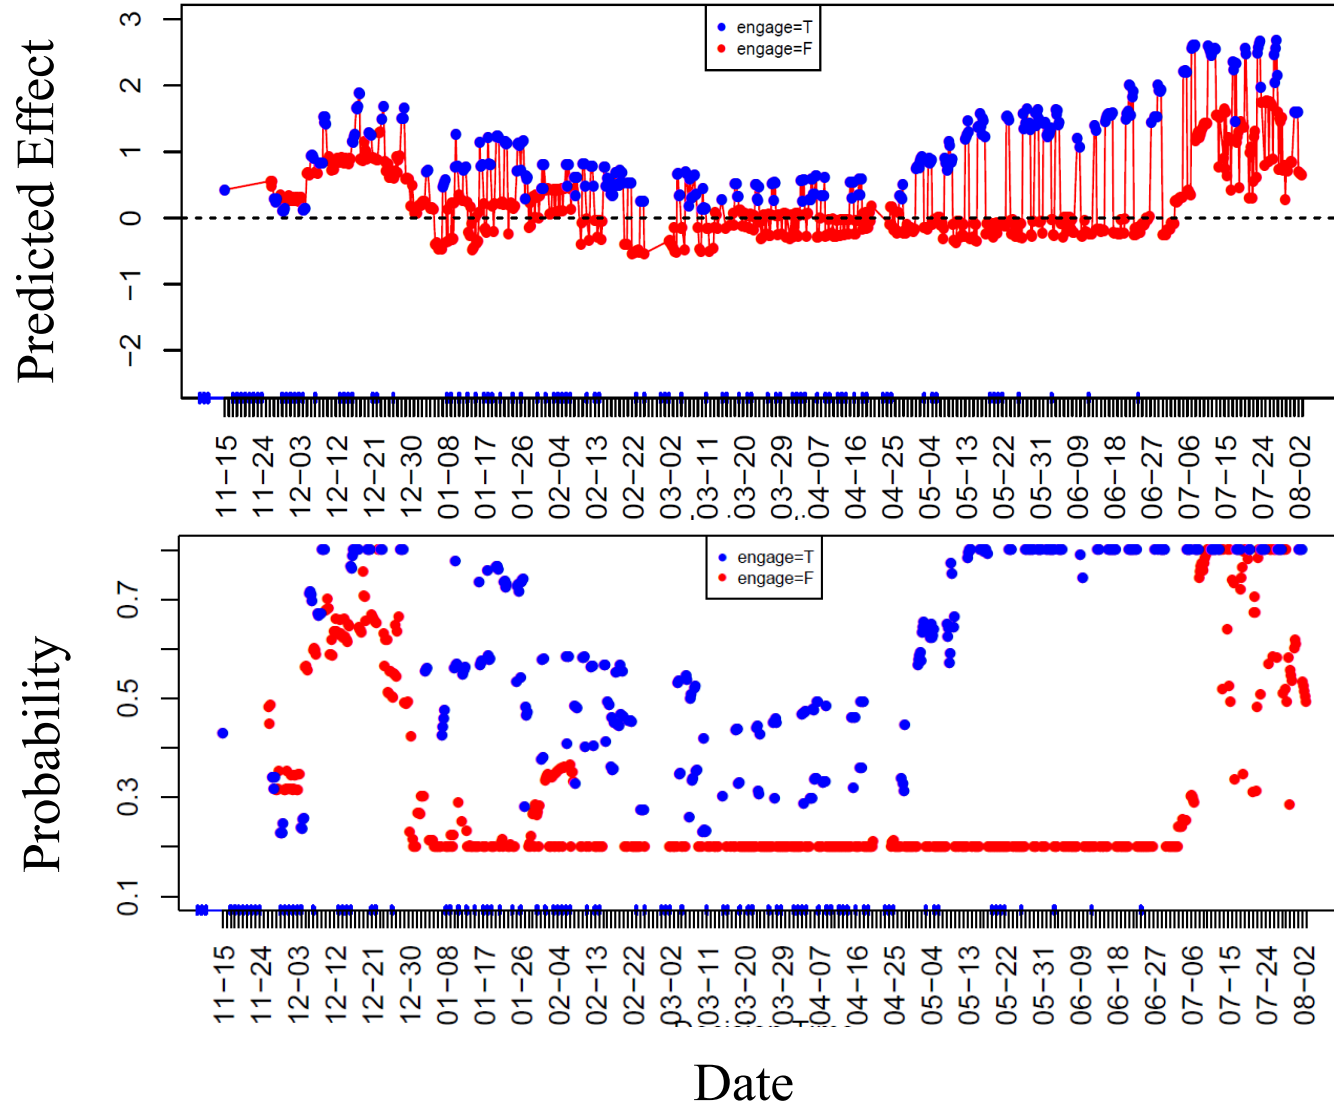 Predicted Effect
3
2
1
0
−1
−2
engage=T
engage=F
11−15 11−24 12−03 12−12 12−21 12−30 01−08 01−17 01−26 02−04 02−13 02−22 03−02 03−11 03−20 03−29 04−07 04−16 04−25 05−04 05−13 05−22 05−31 06−09 06−18 06−27 07−06 07−15 07−24 08−02
Probability
0.7
0.5
0.3
0.1
engage=T
engage=F
11−15 11−24 12−03 12−12 12−21 12−30 01−08 01−17 01−26 02−04 02−13 02−22 03−02 03−11 03−20 03−29 04−07 04−16 04−25 05−04 05−13 05−22 05−31 06−09 06−18 06−27 07−06 07−15 07−24 08−02
Date